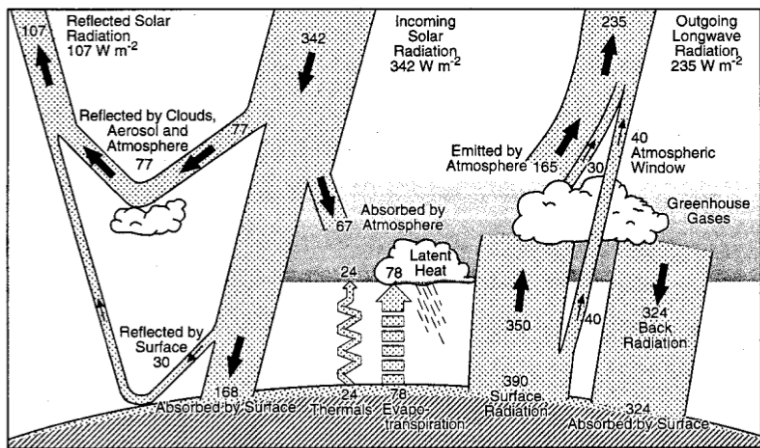 107
Reflected Solar
Radiation
107 W m⁻²
342
Incoming
Solar
Radiation
342 W m⁻²
235
Outgoing
Longwave
Radiation
235 W m⁻²
Reflected by Clouds,
Aerosol and
Atmosphere
77
77
Emitted by
Atmosphere
165
30
40
Atmospheric
Window
Greenhouse
Gases
Absorbed by
67
Atmosphere
Latent
Heat
24
78
Reflected by
Surface
30
350
40
324
Back
Radiation
168
Absorbed by Surface
24
Thermals
78
Evapo-
transpiration
390
Surface
Radiation
324
Absorbed by Surface